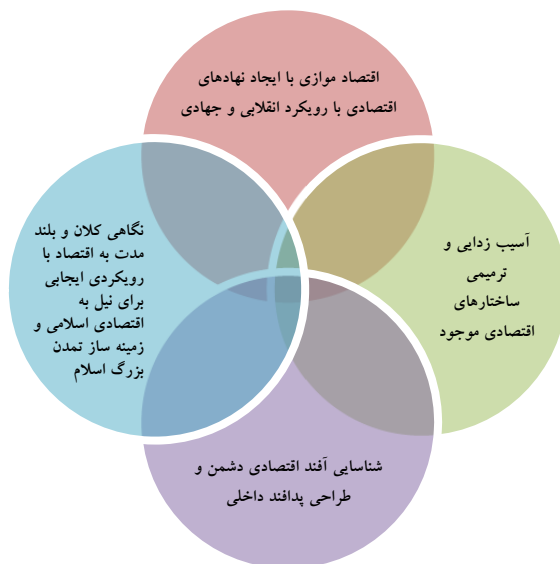 اقتصاد موازی با ایجاد نهادهای
اقتصادی با رویکرد انقلابی و جهادی
آسیب زدایی و
ترمیمی
ساختارهای
اقتصادی موجود
نگاهی کلان و بلند
مدت به اقتصاد با
رویکردی ایجابی
برای نیل به
اقتصادی اسلامی و
زمینه ساز تمدن
بزرگ اسلام
شناسایی آفند اقتصادی دشمن و
طراحی پدافند داخلی